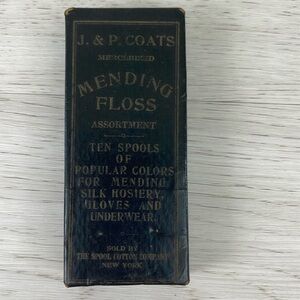 J. & P. COATS
MERCERIZED
MENDING
FLOSS
ASSORTMENT
TEN SPOOLS
OF
POPULAR COLORS
FOR MENDING
SILK HOSIERY,
GLOVES AND
UNDERWEAR.
SOLD BY
THE SPOOL COTTON COMPANY
NEW YORK